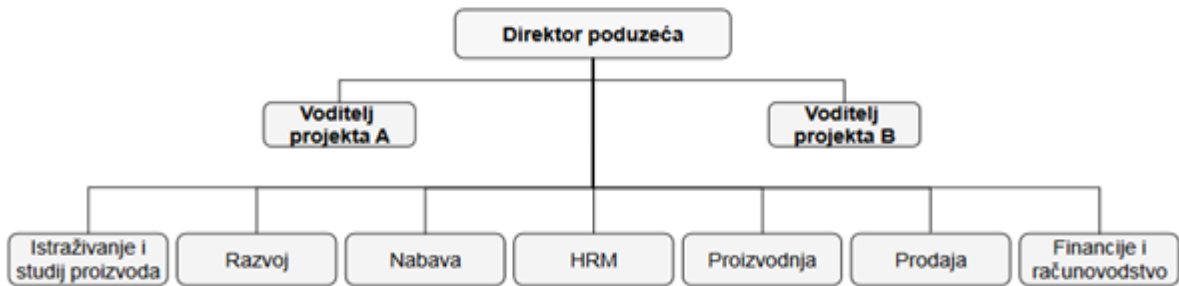 Direktor poduzeća
Voditelj
projekta A
Voditelj
projekta B
Istraživanje i
studij proizvoda
Razvoj
Nabava
HRM
Proizvodnja
Prodaja
Financije i
računovodstvo